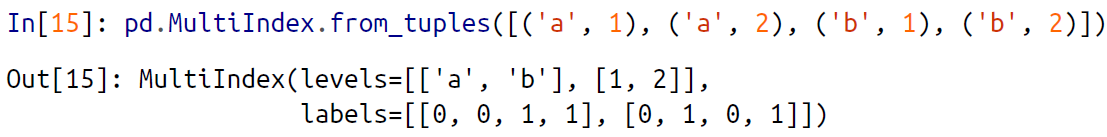 In[15]: pd.MultiIndex.from_tuples([('a', 1), ('a', 2), ('b', 1), ('b', 2)])
Out[15]: MultiIndex(levels=[['a', 'b'], [1, 2]],
labels=[[0, 0, 1, 1], [0, 1, 0, 1]])